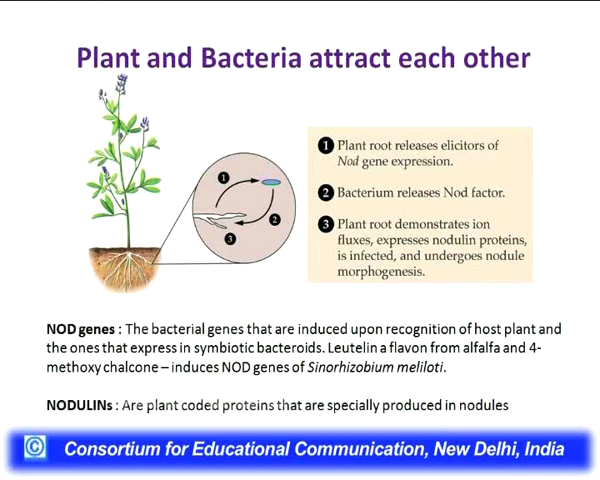 Plant and Bacteria attract each other
1 Plant root releases elicitors of
Nod gene expression.
2 Bacterium releases Nod factor.
3 Plant root demonstrates ion
fluxes, expresses nodulin proteins,
is infected, and undergoes nodule
morphogenesis.
1
2
3
NOD genes : The bacterial genes that are induced upon recognition of host plant and
the ones that express in symbiotic bacteroids. Leutelin a flavon from alfalfa and 4-
methoxy chalcone – induces NOD genes of Sinorhizobium meliloti.
NODULINs : Are plant coded proteins that are specially produced in nodules
© Consortium for Educational Communication, New Delhi, India